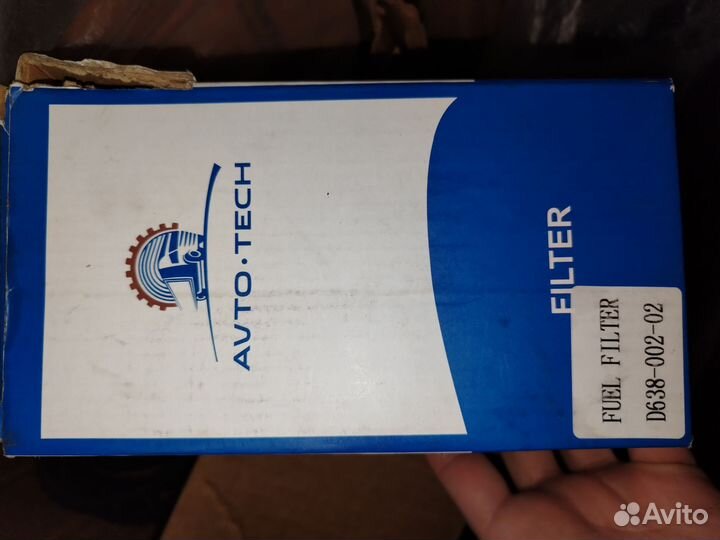 AVTO·TECH
FILTER
FUEL FILTER
D638-002-02
Avito